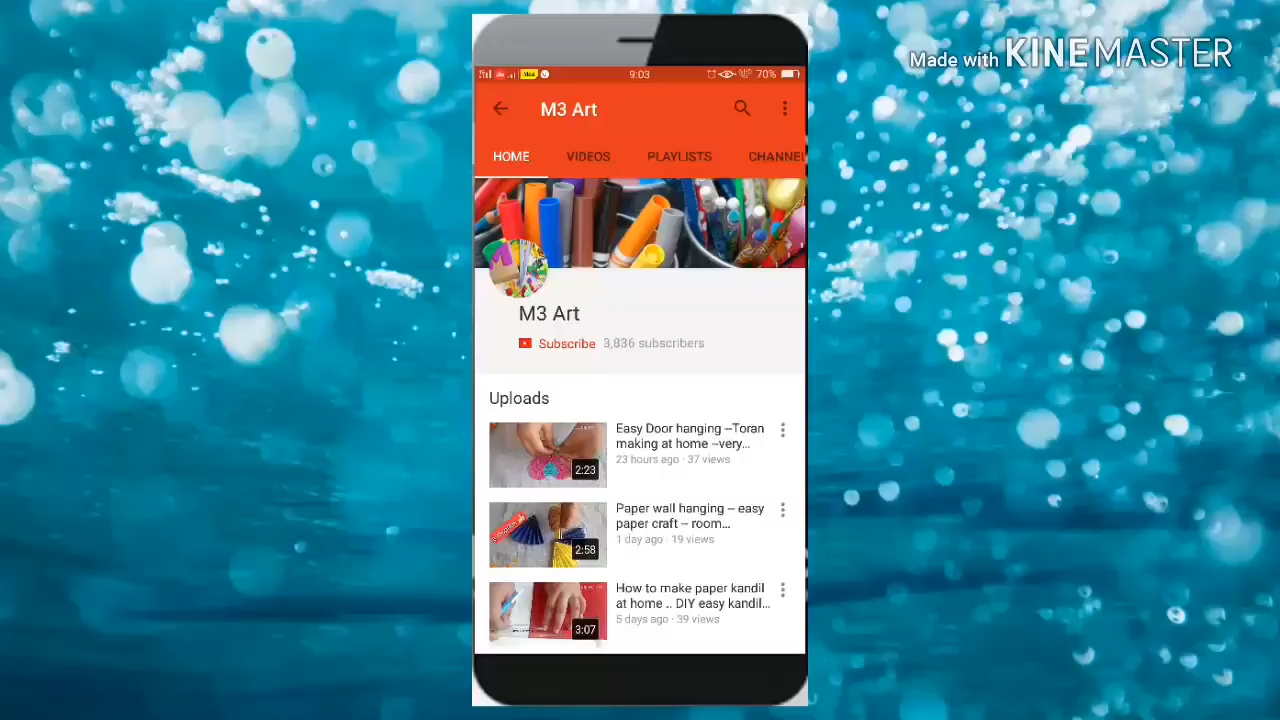 Made with KINEMASTER
9:03
70%
M3 Art
HOME VIDEOS PLAYLISTS CHANNEL
M3 Art
Subscribe 3,836 subscribers
Uploads
Easy Door hanging --Toran
making at home --very...
23 hours ago · 37 views
2:23
Paper wall hanging -- easy
paper craft -- room...
1 day ago · 19 views
2:58
How to make paper kandil
at home .. DIY easy kandil...
5 days ago · 39 views
3:07